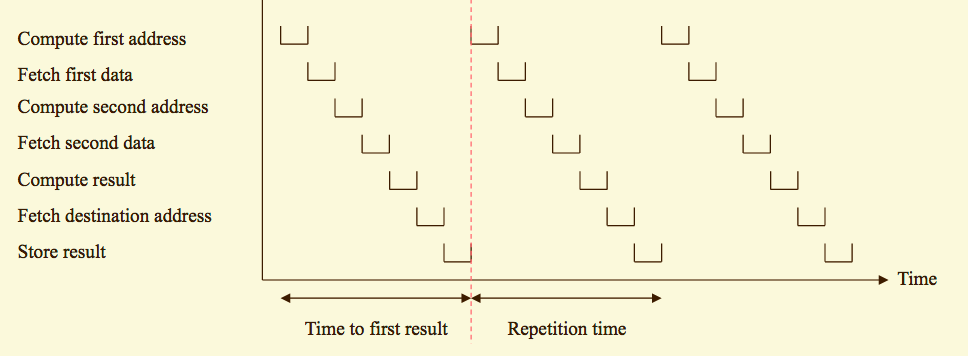 Compute first address
Fetch first data
Compute second address
Fetch second data
Compute result
Fetch destination address
Store result
Time
Time to first result
Repetition time